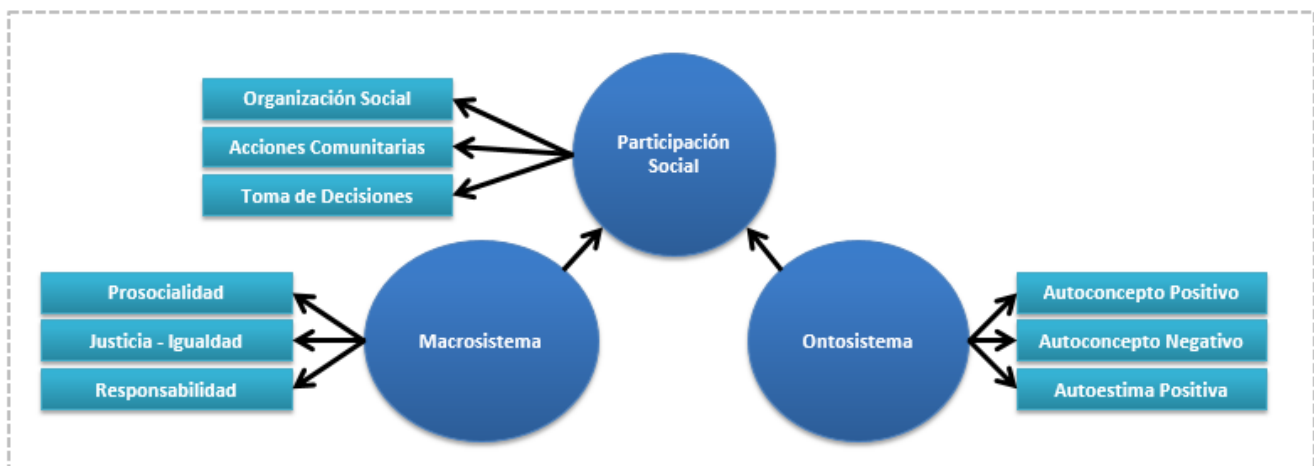 Organización Social
Acciones Comunitarias
Toma de Decisiones
Participación
Social
Prosocialidad
Justicia - Igualdad
Responsabilidad
Macrosistema
Ontosistema
Autoconcepto Positivo
Autoconcepto Negativo
Autoestima Positiva